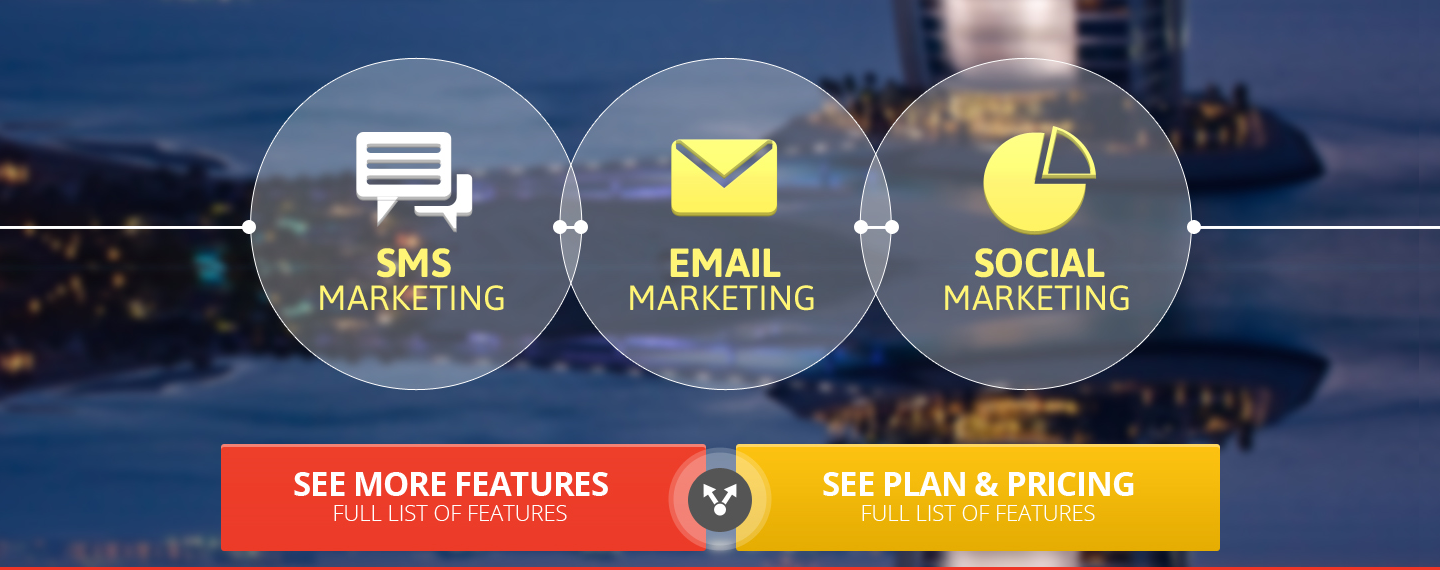 SMS
MARKETING
EMAIL
MARKETING
SOCIAL
MARKETING
SEE MORE FEATURES
FULL LIST OF FEATURES
SEE PLAN & PRICING
FULL LIST OF FEATURES